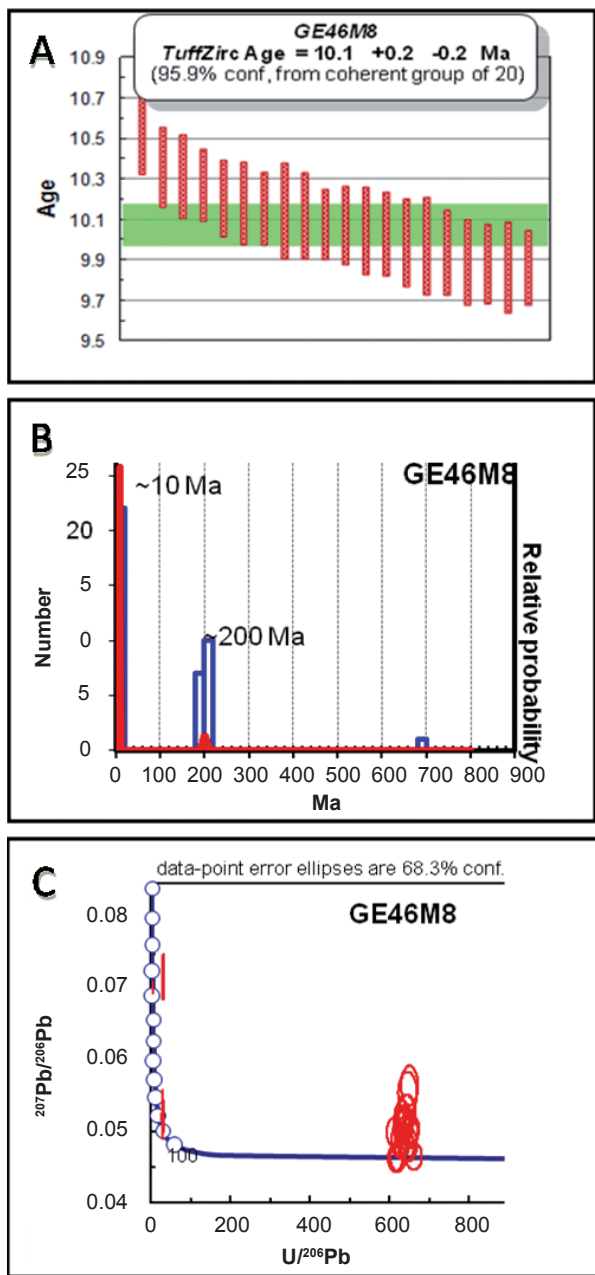 A
GE46M8
TuffZirc Age = 10.1 +0.2 -0.2 Ma
(95.9% conf, from coherent group of 20)
10.9
10.7
10.5
10.3
10.1
9.9
9.7
9.5
Age
B
GE46M8
~10 Ma
~200 Ma
25
20
5
0
5
0
Number
Relative probability
0 100 200 300 400 500 600 700 800 900
Ma
C
data-point error ellipses are 68.3% conf.
GE46M8
0.08
0.07
0.06
0.05
0.04
207Pb/206Pb
100
0 200 400 600 800
U/206Pb